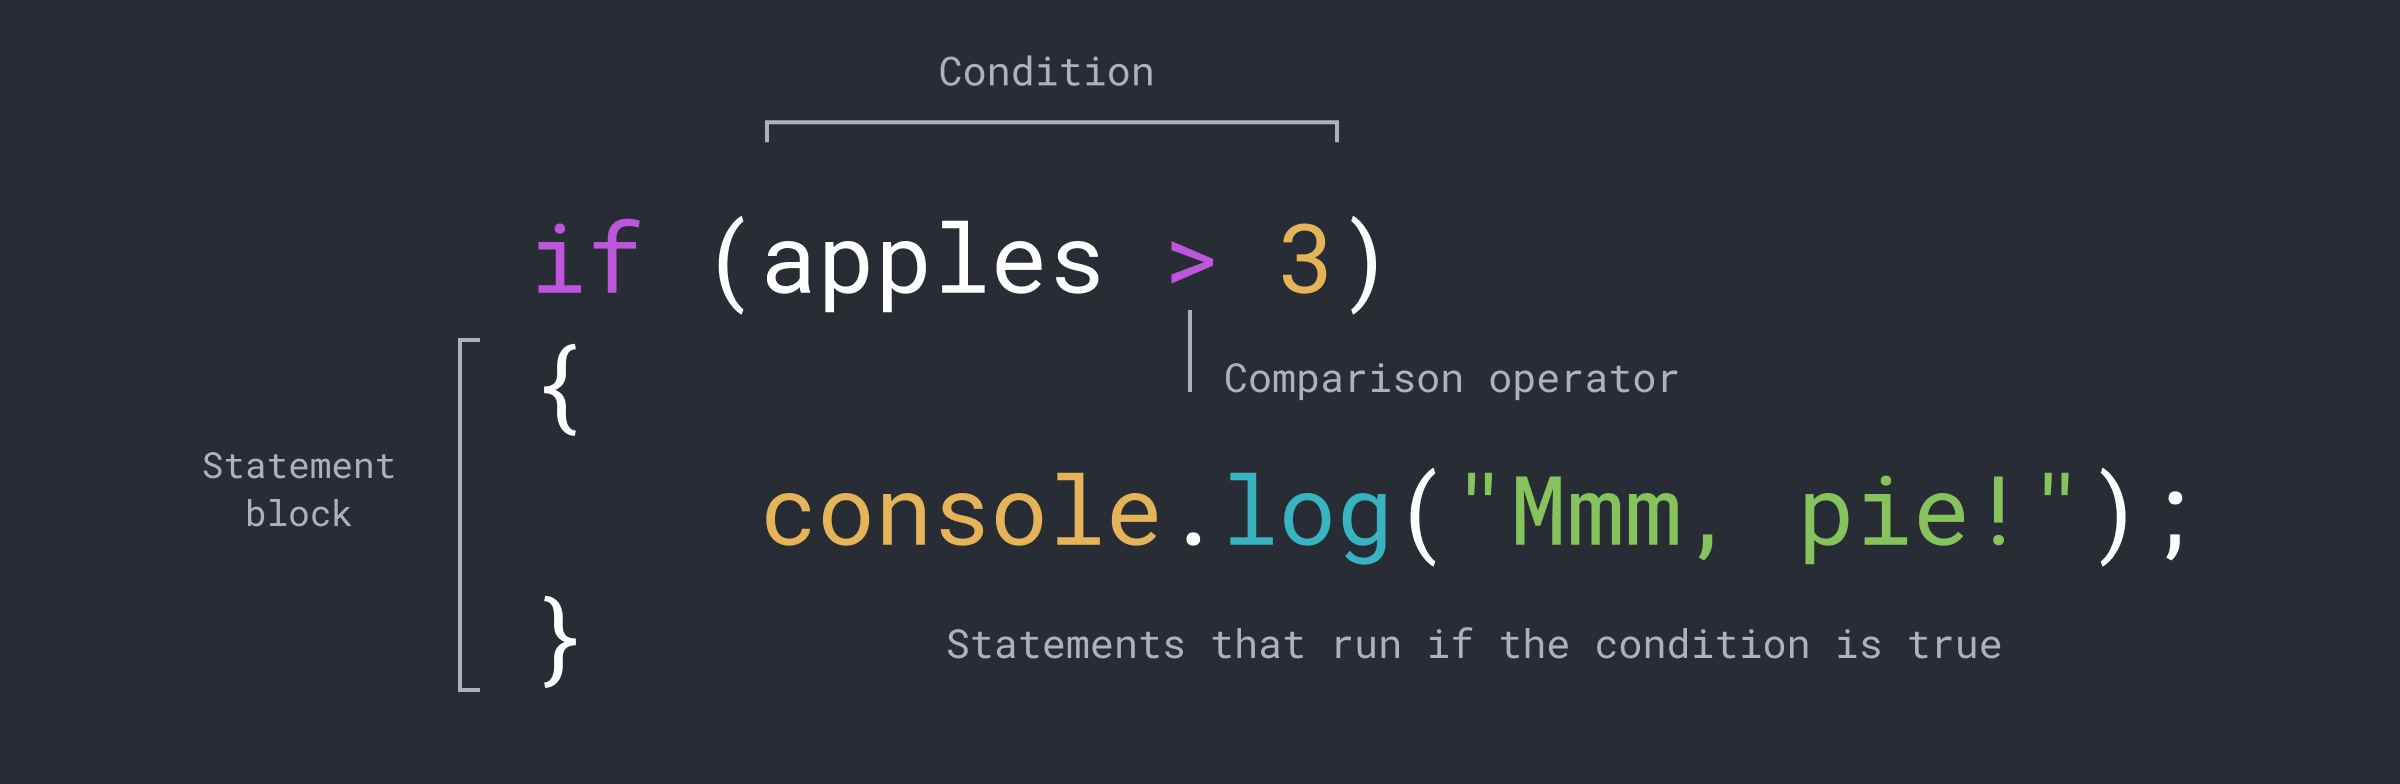 Condition
if (apples > 3)
{
Comparison operator
Statement
block
console.log("Mmm, pie!");
}
Statements that run if the condition is true